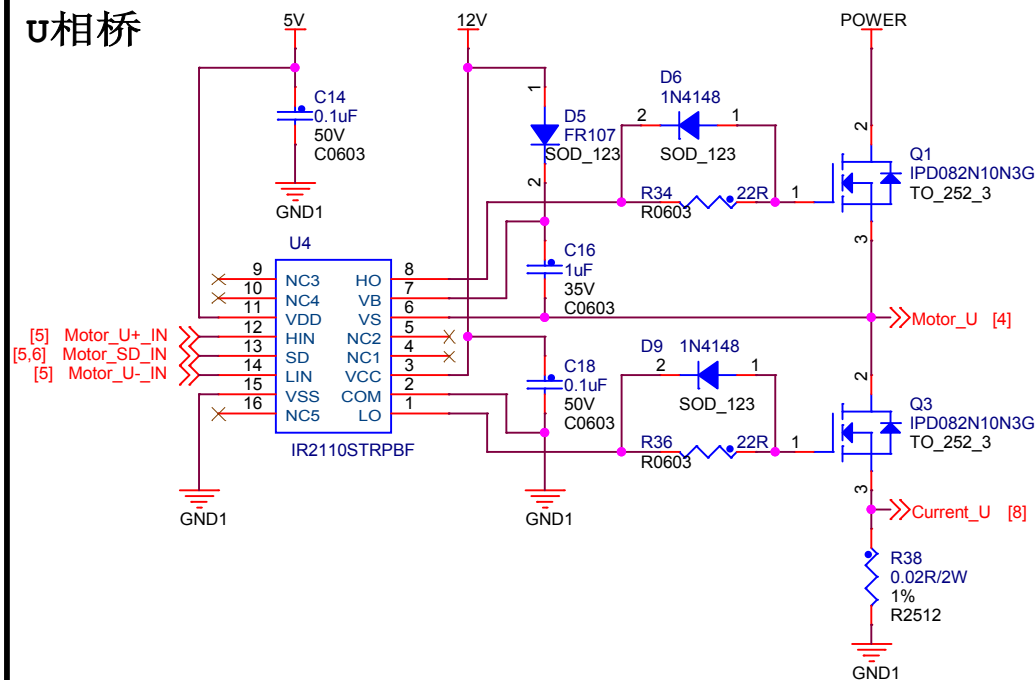 U相桥
5V
12V
POWER
C14
0.1uF
50V
C0603
GND1
1
D5
FR107
SOD_123
2
D6
1N4148
2
1
SOD_123
R34
22R
R0603
1
2
Q1
IPD082N10N3G
TO_252_3
3
C16
1uF
35V
C0603
U4
9
NC3
HO
8
10
NC4
VB
7
11
VDD
VS
6
[5] Motor_U+_IN
12
HIN
NC2
5
[5,6] Motor_SD_IN
13
SD
NC1
4
[5] Motor_U-_IN
14
LIN
VCC
3
15
VSS
COM
2
16
NC5
LO
1
IR2110STRPBF
GND1
Motor_U [4]
C18
0.1uF
50V
C0603
GND1
D9
1N4148
2
1
SOD_123
R36
22R
R0603
1
2
Q3
IPD082N10N3G
TO_252_3
3
Current_U [8]
R38
0.02R/2W
1%
R2512
GND1